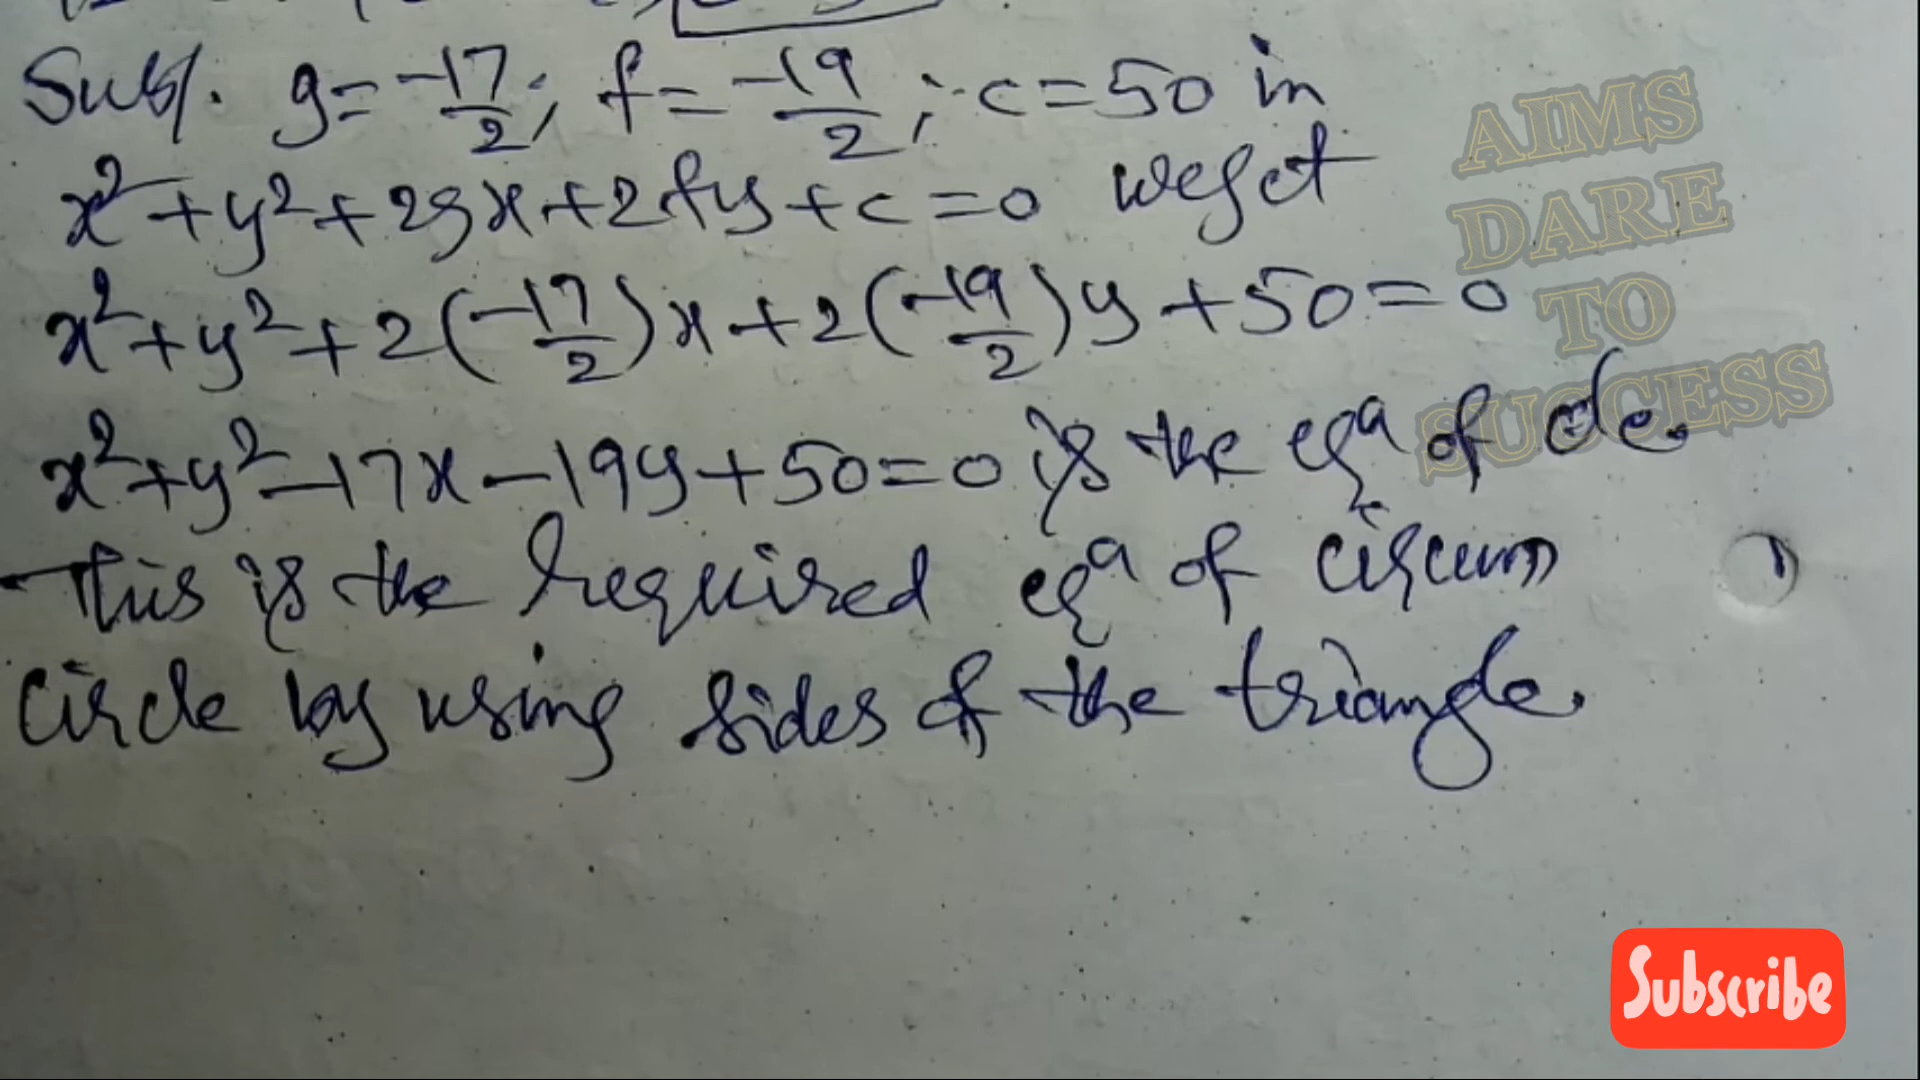 Sub/. g = -17/2 ; f = -19/2 ; c = 50 in
x² + y² + 2gx + 2fy + c = 0 we get
x² + y² + 2(-17/2)x + 2(-19/2)y + 50 = 0
x² + y² - 17x - 19y + 50 = 0 is the eqn of cle.
This is the required eqn of circum
circle by using sides of the triangle.
AIMS
DARE
TO
SUCCESS
Subscribe